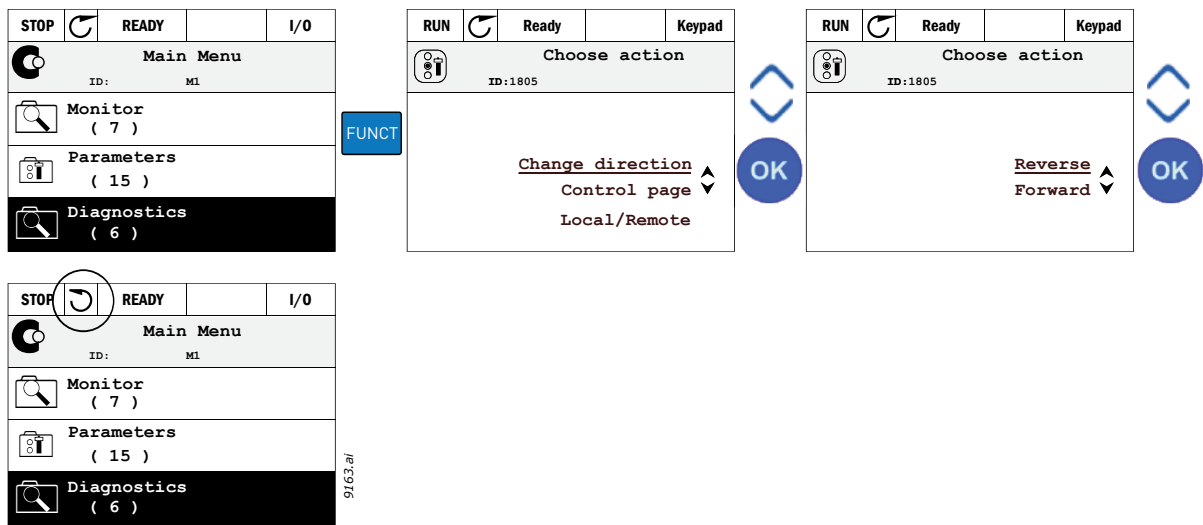 STOP READY I/O
Main Menu
ID: M1
Monitor
( 7 )
Parameters
( 15 )
Diagnostics
( 6 )
FUNCT
RUN Ready Keypad
Choose action
ID:1805
Change direction
Control page
Local/Remote
OK
RUN Ready Keypad
Choose action
ID:1805
Reverse
Forward
OK
STOP READY I/O
Main Menu
ID: M1
Monitor
( 7 )
Parameters
( 15 )
Diagnostics
( 6 )
9163.ai